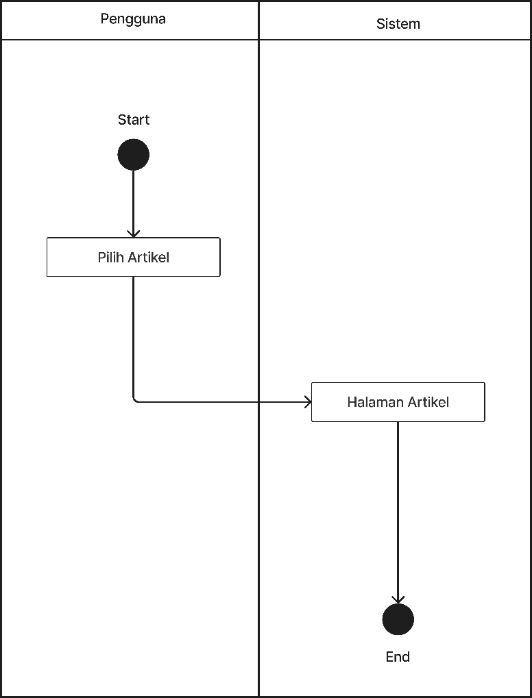 Pengguna
Sistem
Start
Pilih Artikel
Halaman Artikel
End